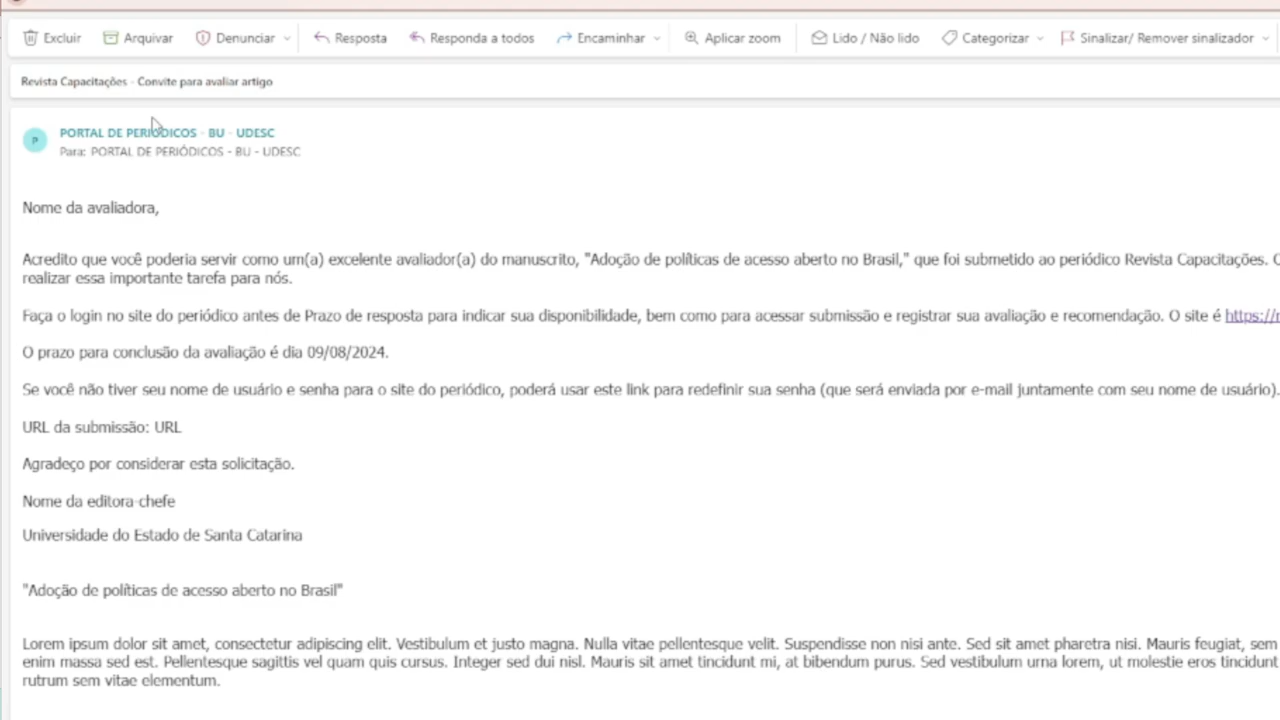 Excluir Arquivar Denunciar Resposta Responda a todos Encaminhar Aplicar zoom Lido / Não lido Categorizar Sinalizar/ Remover sinalizador
Revista Capacitações - Convite para avaliar artigo
P
PORTAL DE PERIÓDICOS - BU - UDESC
Para: PORTAL DE PERIÓDICOS - BU - UDESC
Nome da avaliadora,
Acredito que você poderia servir como um(a) excelente avaliador(a) do manuscrito, "Adoção de políticas de acesso aberto no Brasil," que foi submetido ao periódico Revista Capacitações.
realizar essa importante tarefa para nós.
Faça o login no site do periódico antes de Prazo de resposta para indicar sua disponibilidade, bem como para acessar submissão e registrar sua avaliação e recomendação. O site é https://r
O prazo para conclusão da avaliação é dia 09/08/2024.
Se você não tiver seu nome de usuário e senha para o site do periódico, poderá usar este link para redefinir sua senha (que será enviada por e-mail juntamente com seu nome de usuário).
URL da submissão: URL
Agradeço por considerar esta solicitação.
Nome da editora-chefe
Universidade do Estado de Santa Catarina
"Adoção de políticas de acesso aberto no Brasil"
Lorem ipsum dolor sit amet, consectetur adipiscing elit. Vestibulum et justo magna. Nulla vitae pellentesque velit. Suspendisse non nisi ante. Sed sit amet pharetra nisi. Mauris feugiat, sem
enim massa sed est. Pellentesque sagittis vel quam quis cursus. Integer sed dui nisl. Mauris sit amet tincidunt mi, at bibendum purus. Sed vestibulum urna lorem, ut molestie eros tincidunt
rutrum sem vitae elementum.